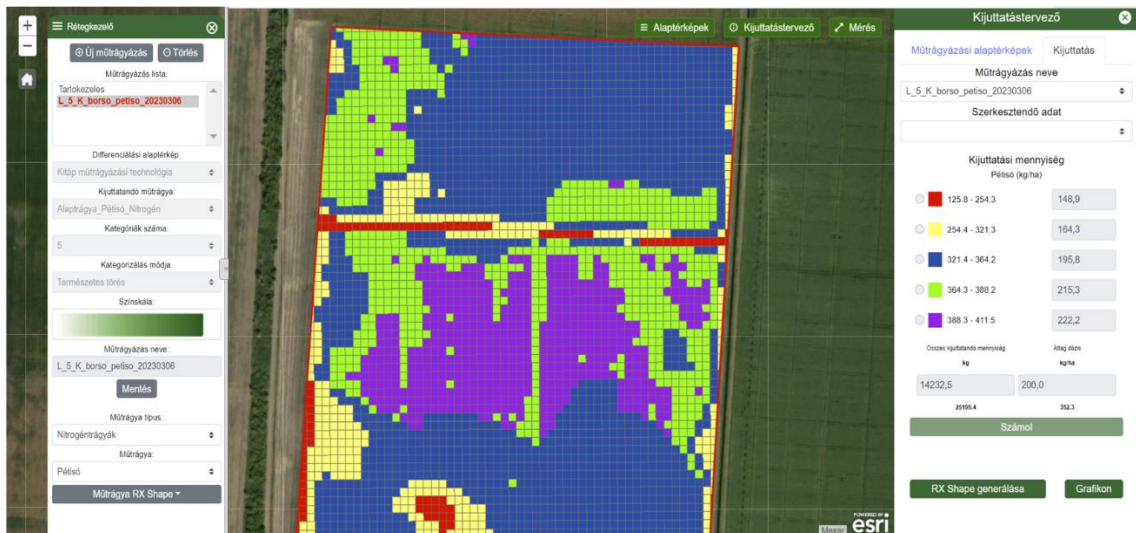 +
−
Rétegkezelő
Új műtrágyázás
Törlés
Műtrágyázás lista:
Tarlokezeles
L_5_K_borso_petiso_20230306
Differenciálási alaptérkép:
Kitáp műtrágyázási technológia
Kijuttatandó műtrágya:
Alaptrágya_Pétisó_Nitrogén
Kategóriák száma:
5
Kategorizálás módja:
Természetes törés
Színskála:
Műtrágyázás neve:
L_5_K_borso_petiso_20230306
Mentés
Műtrágya típus:
Nitrogéntrágyák
Műtrágya:
Pétisó
Műtrágya RX Shape
Alaptérképek
Kijuttatástervező
Mérés
Maxar
POWERED BY
esri
Kijuttatástervező
Műtrágyázási alaptérképek
Kijuttatás
Műtrágyázás neve
L_5_K_borso_petiso_20230306
Szerkesztendő adat
Kijuttatási mennyiség
Pétisó (kg/ha)
125.8 - 254.3 148,9
254.4 - 321.3 164,3
321.4 - 364.2 195,8
364.3 - 388.2 215,3
388.3 - 411.5 222,2
Összes kijuttatandó mennyiség Átlag dózis
kg kg/ha
14232,5 200,0
25195.4 352.3
Számol
RX Shape generálása
Grafikon